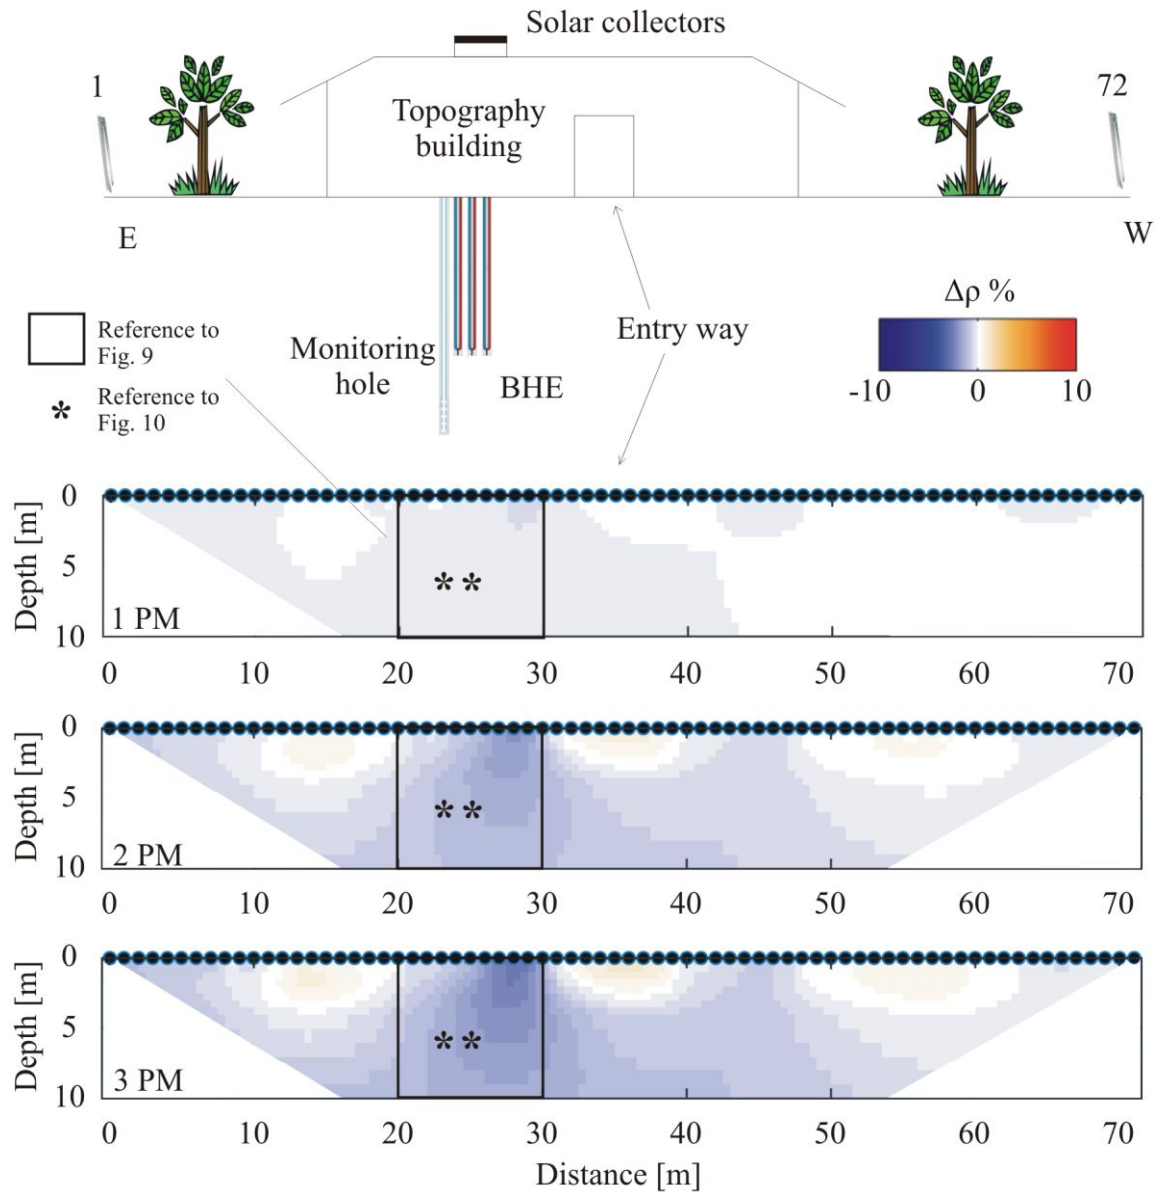 Solar collectors
1
72
Topography
building
E
W
Δρ %
-10 0 10
Reference to
Fig. 9
Monitoring
hole
BHE
Entry way
*
Reference to
Fig. 10
0
5
10
Depth [m]
* *
1 PM
0 10 20 30 40 50 60 70
0
5
10
Depth [m]
* *
2 PM
0 10 20 30 40 50 60 70
0
5
10
Depth [m]
* *
3 PM
0 10 20 30 40 50 60 70
Distance [m]